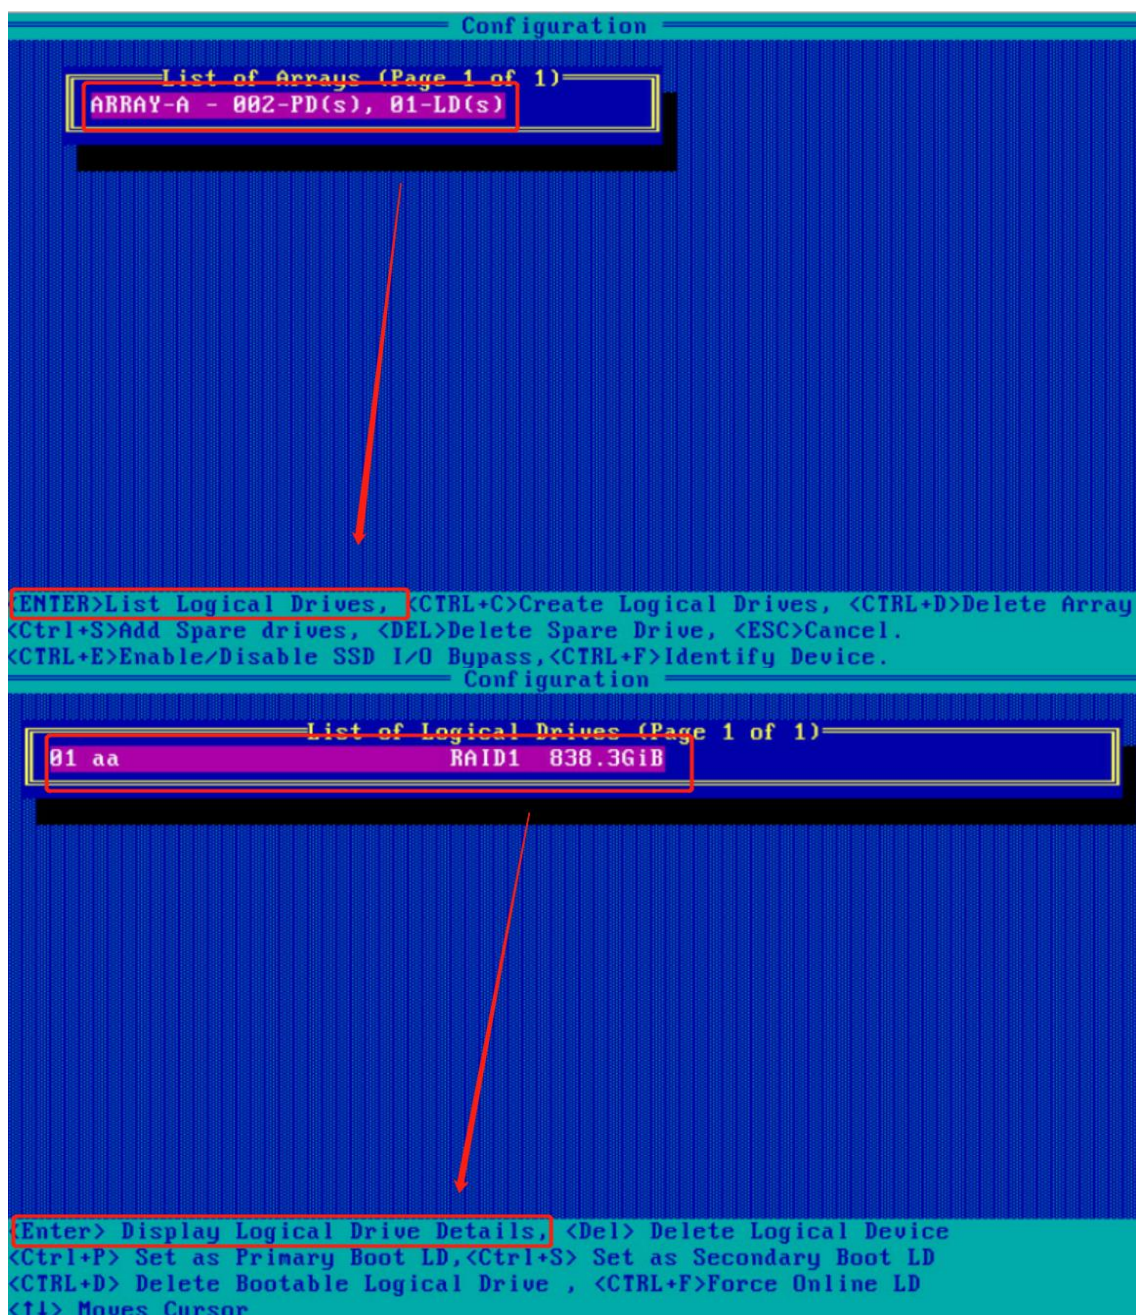 Configuration
List of Arrays (Page 1 of 1)
ARRAY-A - 002-PD(s), 01-LD(s)
<ENTER>List Logical Drives, <CTRL+C>Create Logical Drives, <CTRL+D>Delete Array
<Ctrl+S>Add Spare drives, <DEL>Delete Spare Drive, <ESC>Cancel.
<CTRL+E>Enable/Disable SSD I/O Bypass,<CTRL+F>Identify Device.
Configuration
List of Logical Drives (Page 1 of 1)
01 aa RAID1 838.3GiB
<Enter> Display Logical Drive Details, <Del> Delete Logical Device
<Ctrl+P> Set as Primary Boot LD,<Ctrl+S> Set as Secondary Boot LD
<CTRL+D> Delete Bootable Logical Drive , <CTRL+F>Force Online LD
<↑↓> Moves Cursor